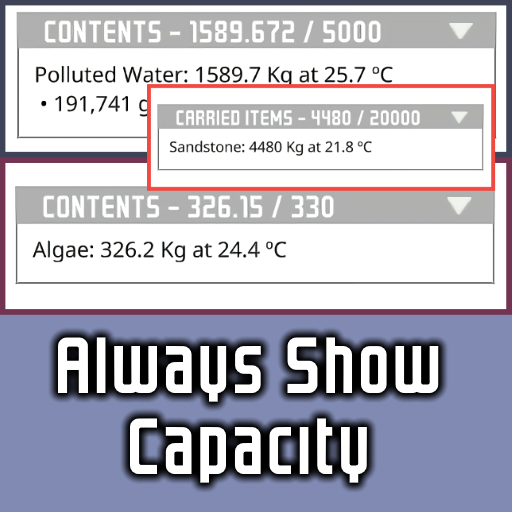 CONTENTS – 1589.672 / 5000
Polluted Water: 1589.7 Kg at 25.7 ºC
• 191,741 g
CARRIED ITEMS – 4480 / 20000
Sandstone: 4480 Kg at 21.8 ºC
CONTENTS – 326.15 / 330
Algae: 326.2 Kg at 24.4 ºC
Always Show
Capacity